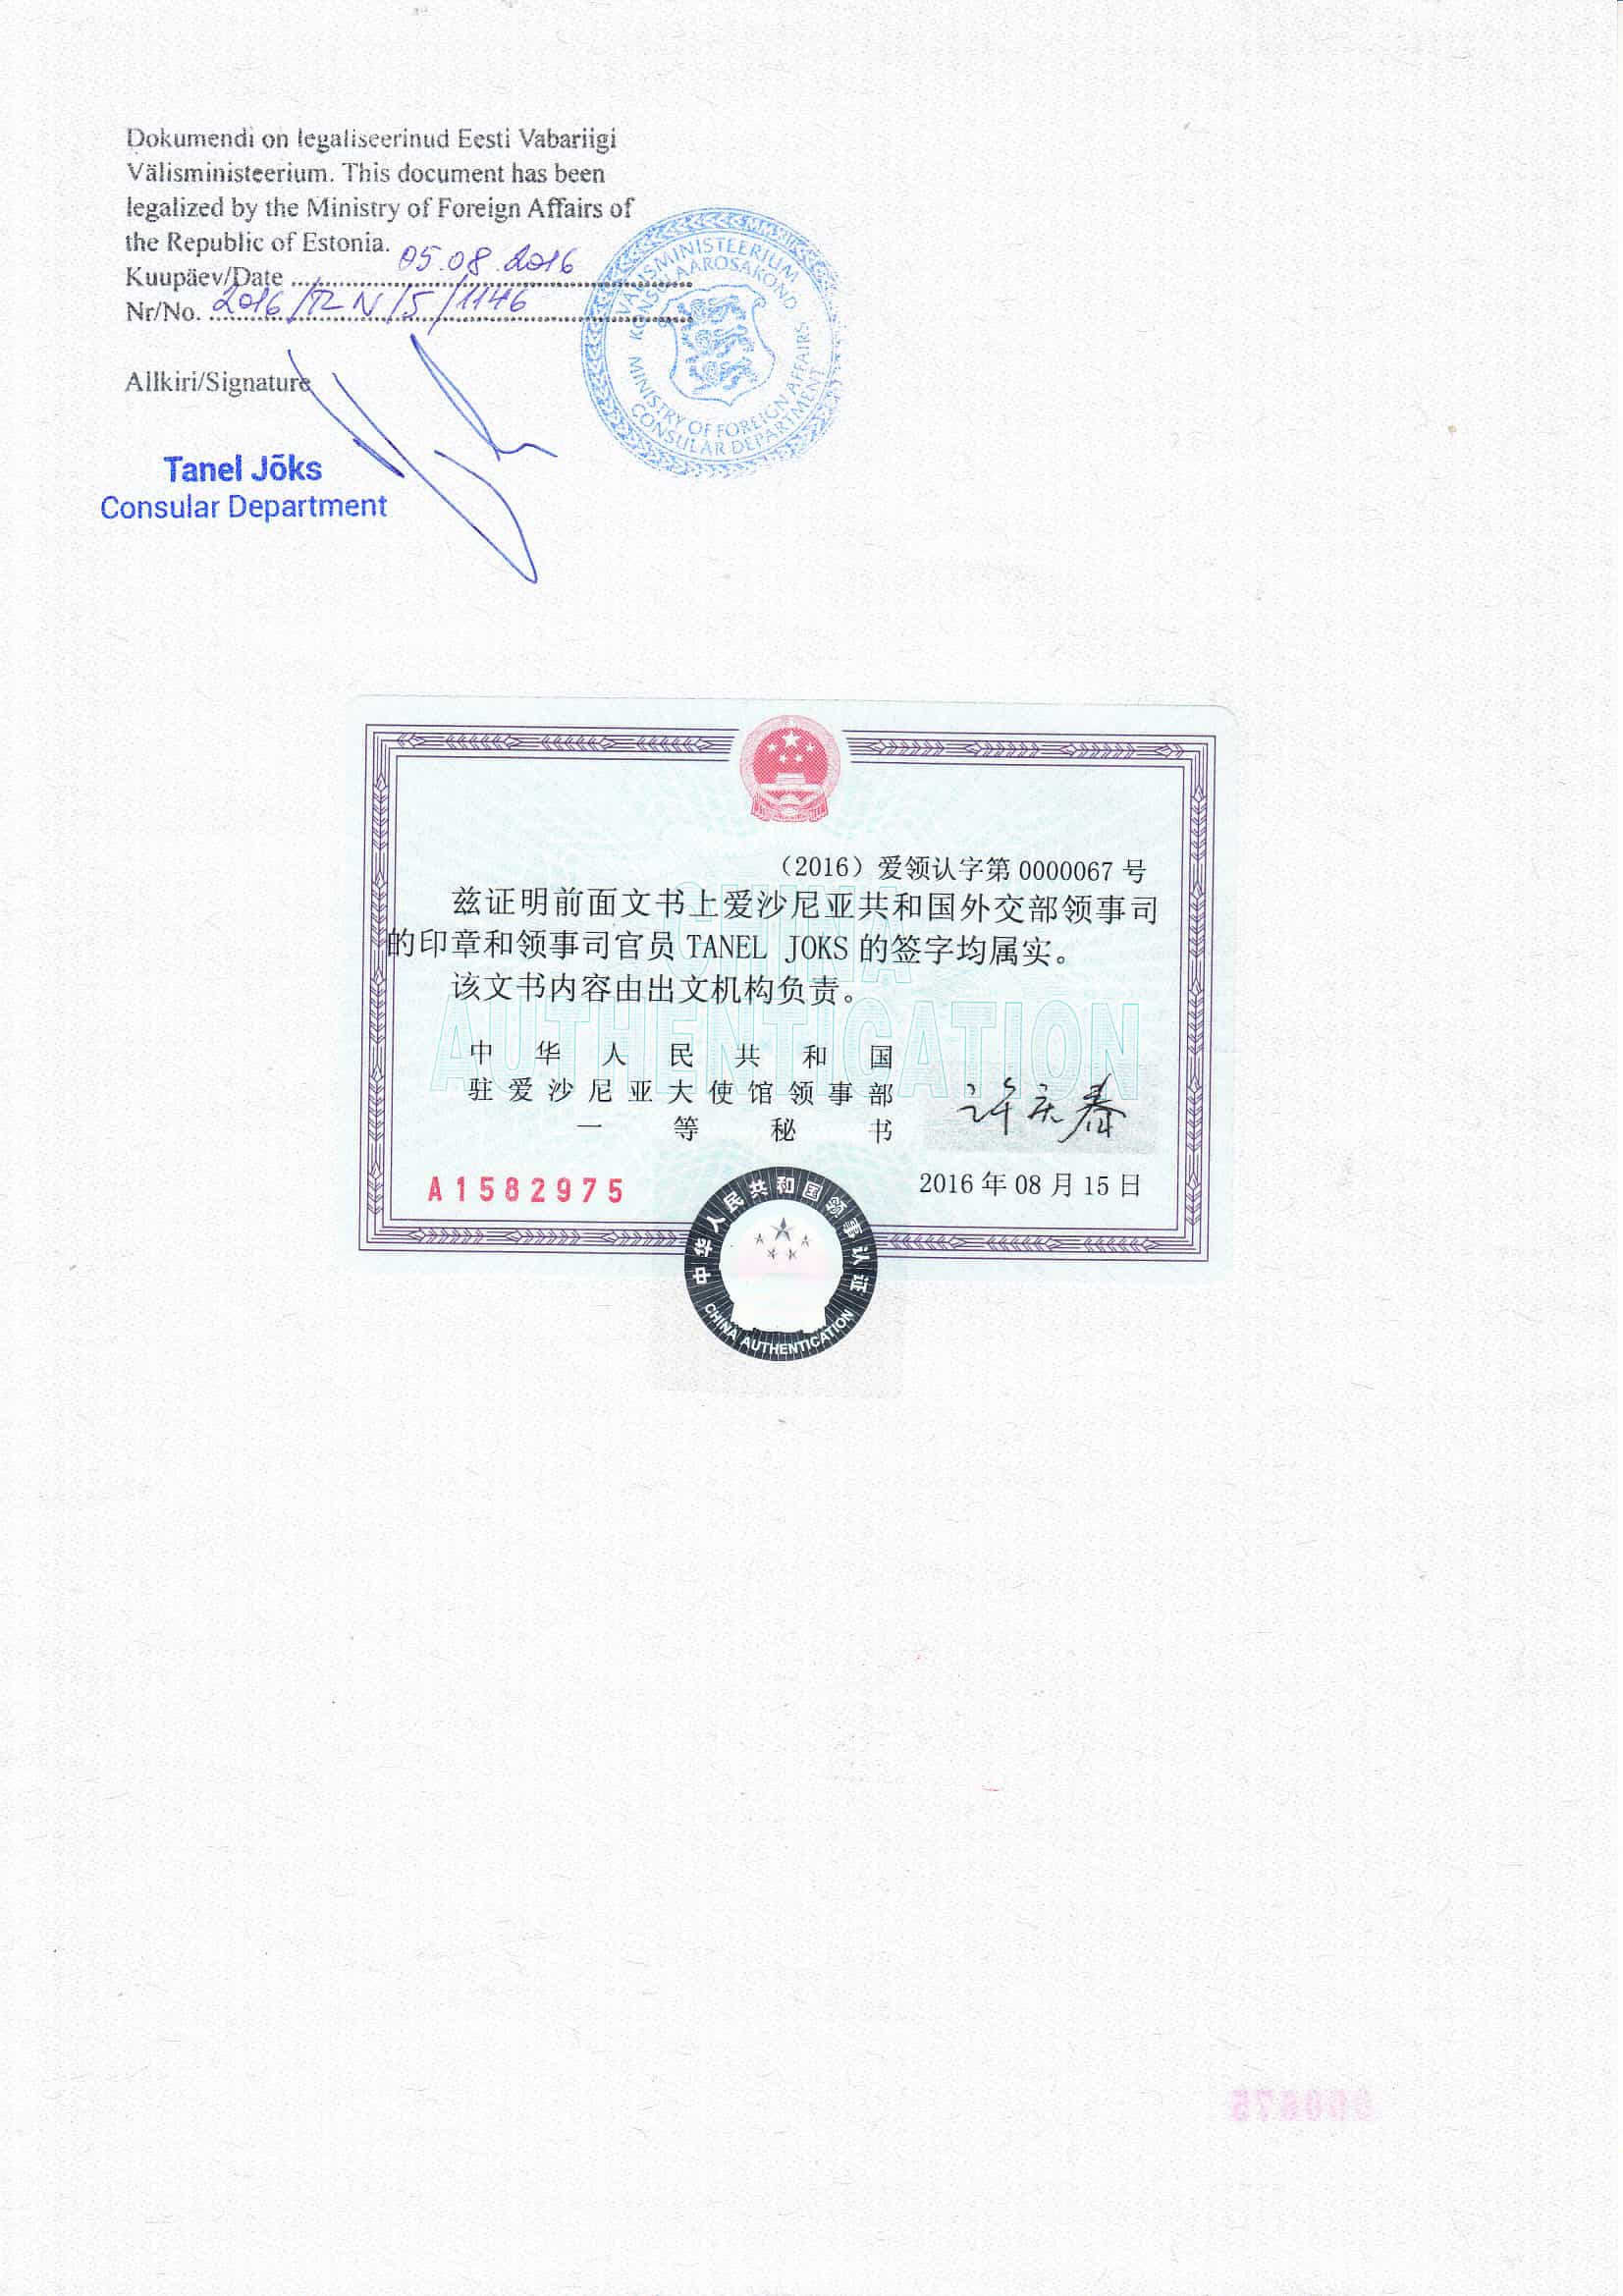 Dokumendi on legaliseerinud Eesti Vabariigi
Välisministeerium. This document has been
legalized by the Ministry of Foreign Affairs of
the Republic of Estonia.
Kuupäev/Date 05.08.2016
Nr/No. 2016/12 N/5/1146
VÄLISMINISTEERIUM
KONSULAAROSAKOND
MINISTRY OF FOREIGN AFFAIRS
CONSULAR DEPARTMENT
Allkiri/Signature
Tanel Jõks
Consular Department
(2016)爱领认字第 0000067 号
兹证明前面文书上爱沙尼亚共和国外交部领事司
的印章和领事司官员 TANEL JOKS 的签字均属实。
该文书内容由出文机构负责。
CHINA
AUTHENTICATION
中华人民共和国
驻爱沙尼亚大使馆领事部
一等秘书
许庆春
A1582975
2016 年 08 月 15 日
中华人民共和国领事认证
CHINA AUTHENTICATION